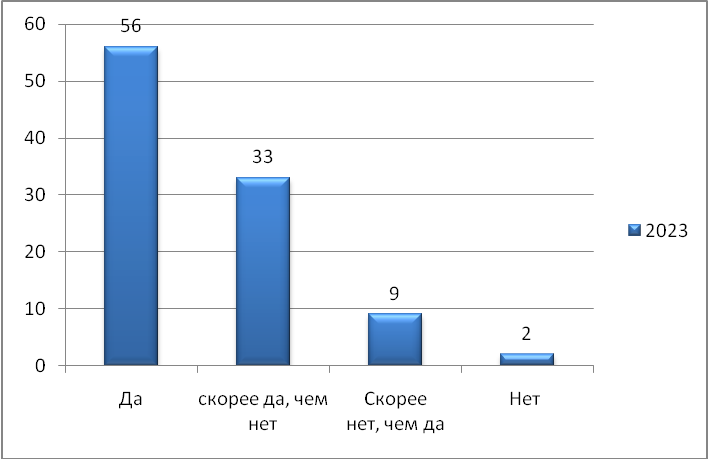 60
50
40
30
20
10
0
56
33
9
2
Да
скорее да, чем
нет
Скорее
нет, чем да
Нет
2023